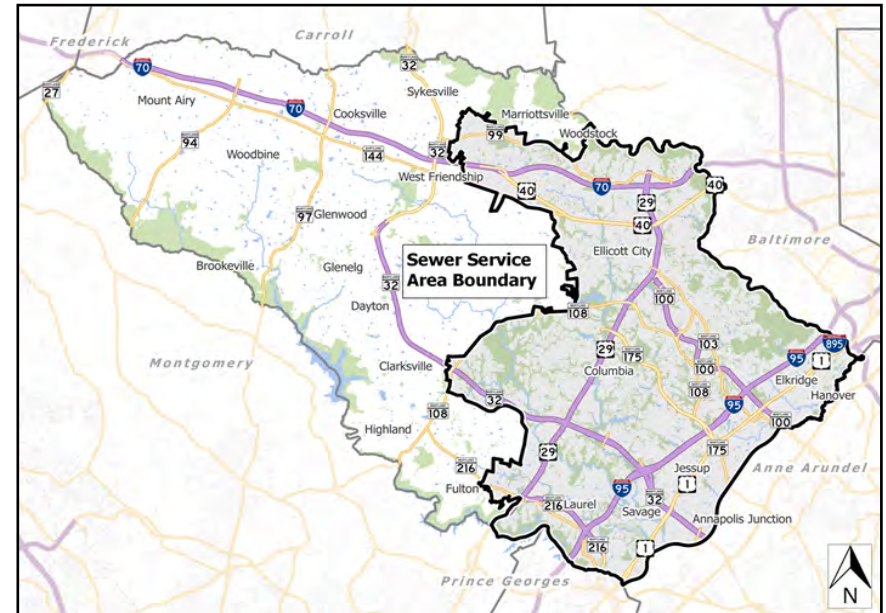 Frederick
Carroll
70
32
27
Sykesville
Mount Airy
70
Cooksville
Marriottsville
99
Woodstock
94
Woodbine
144
32
West Friendship
40
70
40
29
97
Glenwood
40
Ellicott City
Baltimore
Brookeville
Glenelg
Sewer Service
Area Boundary
32
100
Dayton
108
103
895
29
175
95
1
Montgomery
Clarksville
Columbia
100
Elkridge
108
Hanover
32
95
108
100
Highland
29
175
216
Jessup
Anne Arundel
Fulton
95
1
32
216
Laurel
Savage
Annapolis Junction
216
1
Prince Georges
N